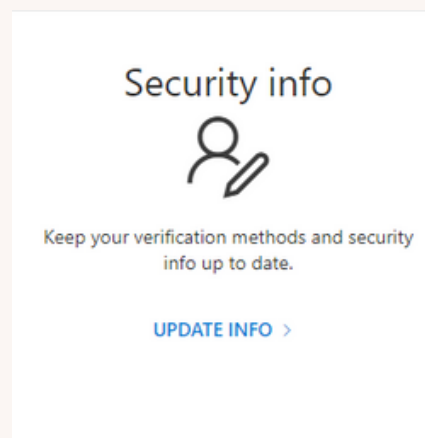 Security info
Keep your verification methods and security
info up to date.
UPDATE INFO >